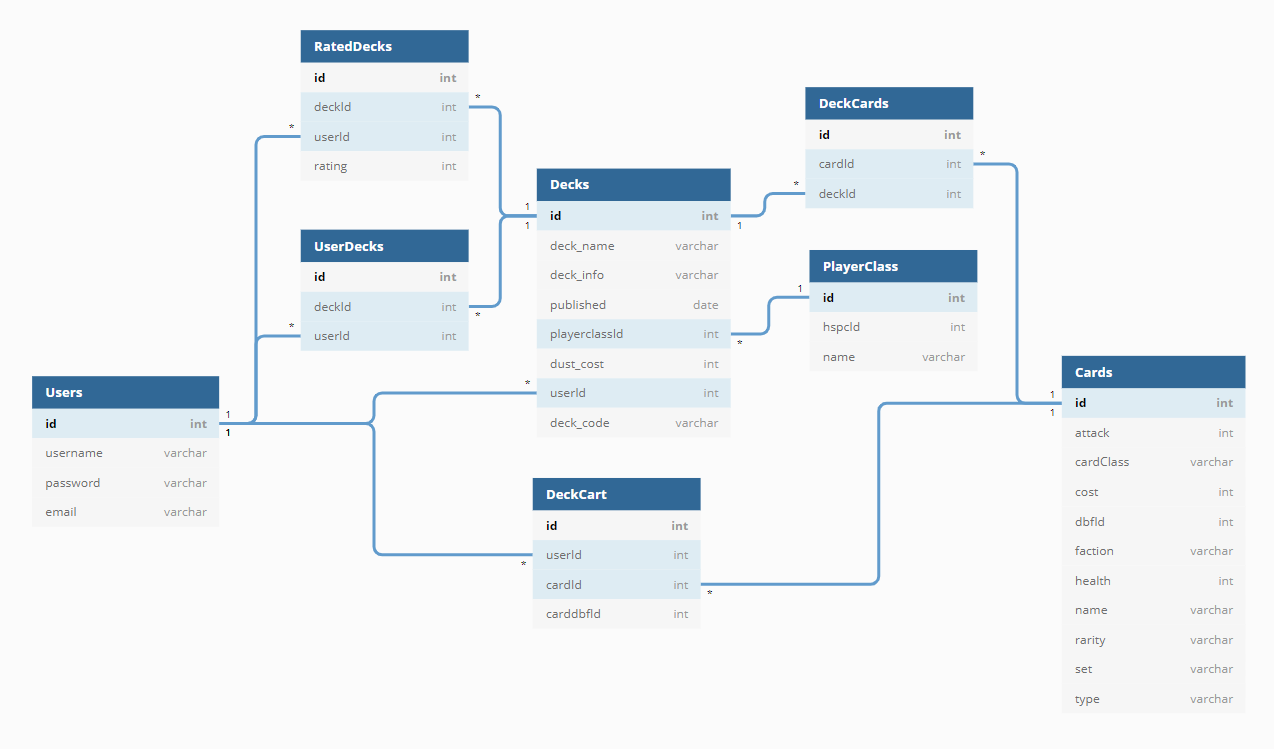 RatedDecks
id int
deckId int
userId int
rating int
UserDecks
id int
deckId int
userId int
Users
id int
username varchar
password varchar
email varchar
Decks
id int
deck_name varchar
deck_info varchar
published date
playerclassId int
dust_cost int
userId int
deck_code varchar
DeckCart
id int
userId int
cardId int
carddbfId int
DeckCards
id int
cardId int
deckId int
PlayerClass
id int
hspcId int
name varchar
Cards
id int
attack int
cardClass varchar
cost int
dbfId int
faction varchar
health int
name varchar
rarity varchar
set varchar
type varchar
*
*
*
*
1
1
1
1
1
*
*
1
*
*
*
*
1
1